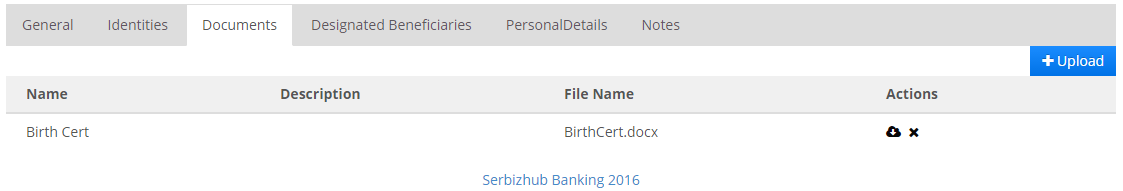 General Identities Documents Designated Beneficiaries PersonalDetails Notes
Upload
Name Description File Name Actions
Birth Cert BirthCert.docx
Serbizhub Banking 2016